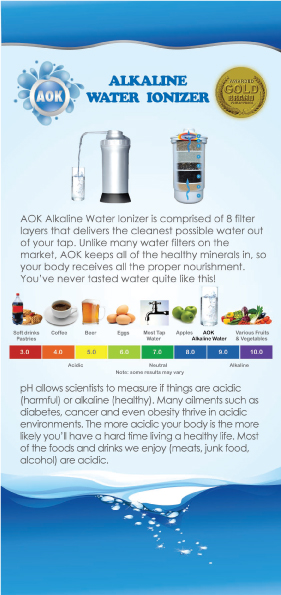 ALKALINE
WATER IONIZER
AOK
AWARDED
GOLD
AOK Alkaline Water Ionizer is comprised of 8 filter
layers that delivers the cleanest possible water out
of your tap. Unlike many water filters on the
market, AOK keeps all of the healthy minerals in, so
your body receives all the proper nourishment.
You've never tasted water quite like this!
Soft drinks
Pastries
Coffee
Beer
Eggs
Most Tap
Water
Apples
AOK
Alkaline Water
Various Fruits
& Vegetables
3.0 4.0 5.0 6.0 7.0 8.0 9.0 10.0
Acidic Neutral Alkaline
Note: some results may vary
pH allows scientists to measure if things are acidic
(harmful) or alkaline (healthy). Many ailments such as
diabetes, cancer and even obesity thrive in acidic
environments. The more acidic your body is the more
likely you'll have a hard time living a healthy life. Most
of the foods and drinks we enjoy (meats, junk food,
alcohol) are acidic.